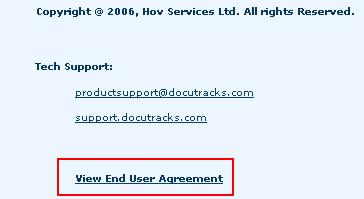 Copyright @ 2006, Hov Services Ltd. All rights Reserved.
Tech Support:
productsupport@docutracks.com
support.docutracks.com
View End User Agreement